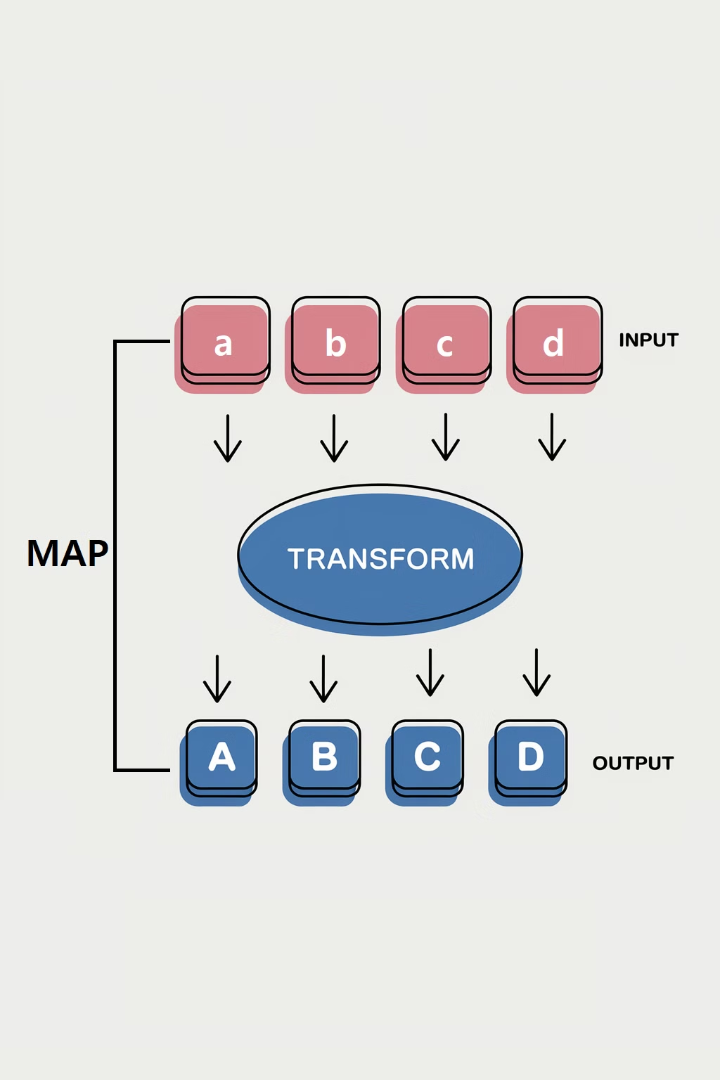 a b c d INPUT
MAP
TRANSFORM
A B C D OUTPUT